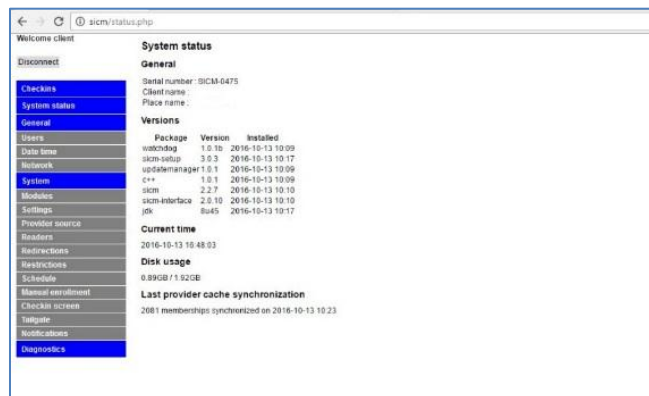 sicm/status.php
Welcome client
Disconnect
Checkins
System status
General
Users
Date time
Network
System
Modules
Settings
Provider source
Readers
Redirections
Restrictions
Schedule
Manual enrollment
Checkin screen
Tailgate
Notifications
Diagnostics
System status
General
Serial number : SICM-0475
Client name :
Place name :
Versions
Package Version Installed
watchdog 1.0.1b 2016-10-13 10:09
sicm-setup 3.0.3 2016-10-13 10:17
updatemanager 1.0.1 2016-10-13 10:09
c++ 1.0.1 2016-10-13 10:09
sicm 2.2.7 2016-10-13 10:10
sicm-interface 2.0.10 2016-10-13 10:10
jdk 8u45 2016-10-13 10:17
Current time
2016-10-13 16:48:03
Disk usage
0.89GB / 1.92GB
Last provider cache synchronization
2081 memberships synchronized on 2016-10-13 10:23